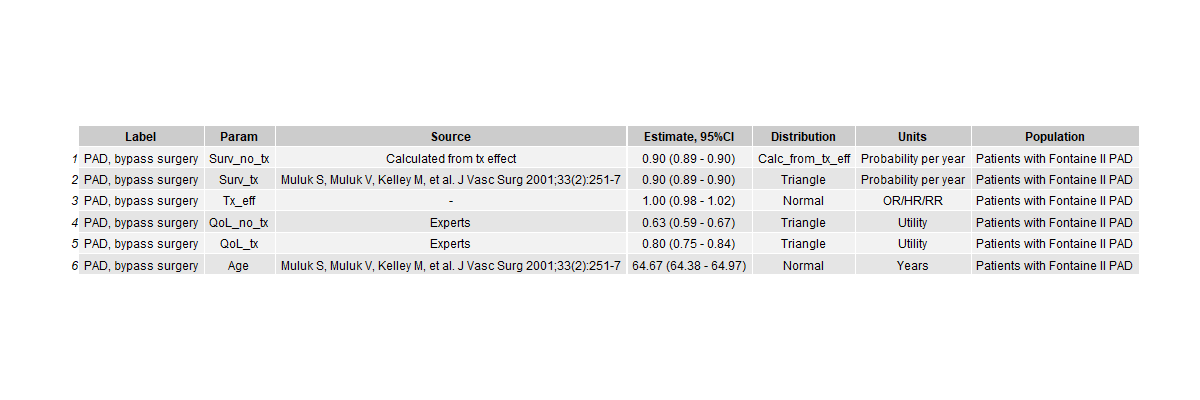 Label Param Source Estimate, 95%CI Distribution Units Population
1 PAD, bypass surgery Surv_no_tx Calculated from tx effect 0.90 (0.89 - 0.90) Calc_from_tx_eff Probability per year Patients with Fontaine II PAD
2 PAD, bypass surgery Surv_tx Muluk S, Muluk V, Kelley M, et al. J Vasc Surg 2001;33(2):251-7 0.90 (0.89 - 0.90) Triangle Probability per year Patients with Fontaine II PAD
3 PAD, bypass surgery Tx_eff - 1.00 (0.98 - 1.02) Normal OR/HR/RR Patients with Fontaine II PAD
4 PAD, bypass surgery QoL_no_tx Experts 0.63 (0.59 - 0.67) Triangle Utility Patients with Fontaine II PAD
5 PAD, bypass surgery QoL_tx Experts 0.80 (0.75 - 0.84) Triangle Utility Patients with Fontaine II PAD
6 PAD, bypass surgery Age Muluk S, Muluk V, Kelley M, et al. J Vasc Surg 2001;33(2):251-7 64.67 (64.38 - 64.97) Normal Years Patients with Fontaine II PAD